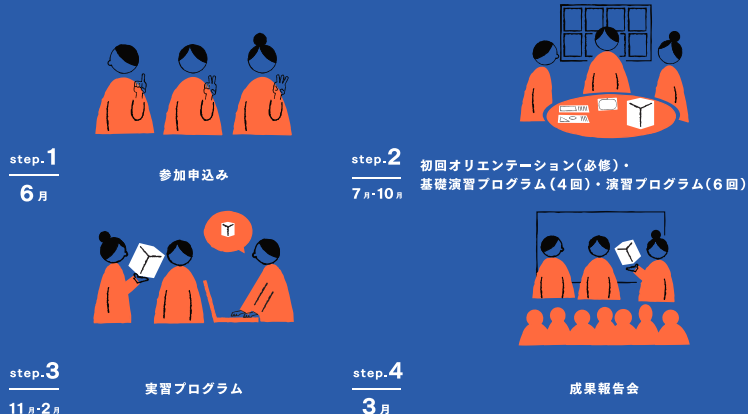 step.1
6月
参加申込み
step.2
7月-10月
初回オリエンテーション(必修)・
基礎演習プログラム(4回)・演習プログラム(6回)
step.3
11月-2月
実習プログラム
step.4
3月
成果報告会